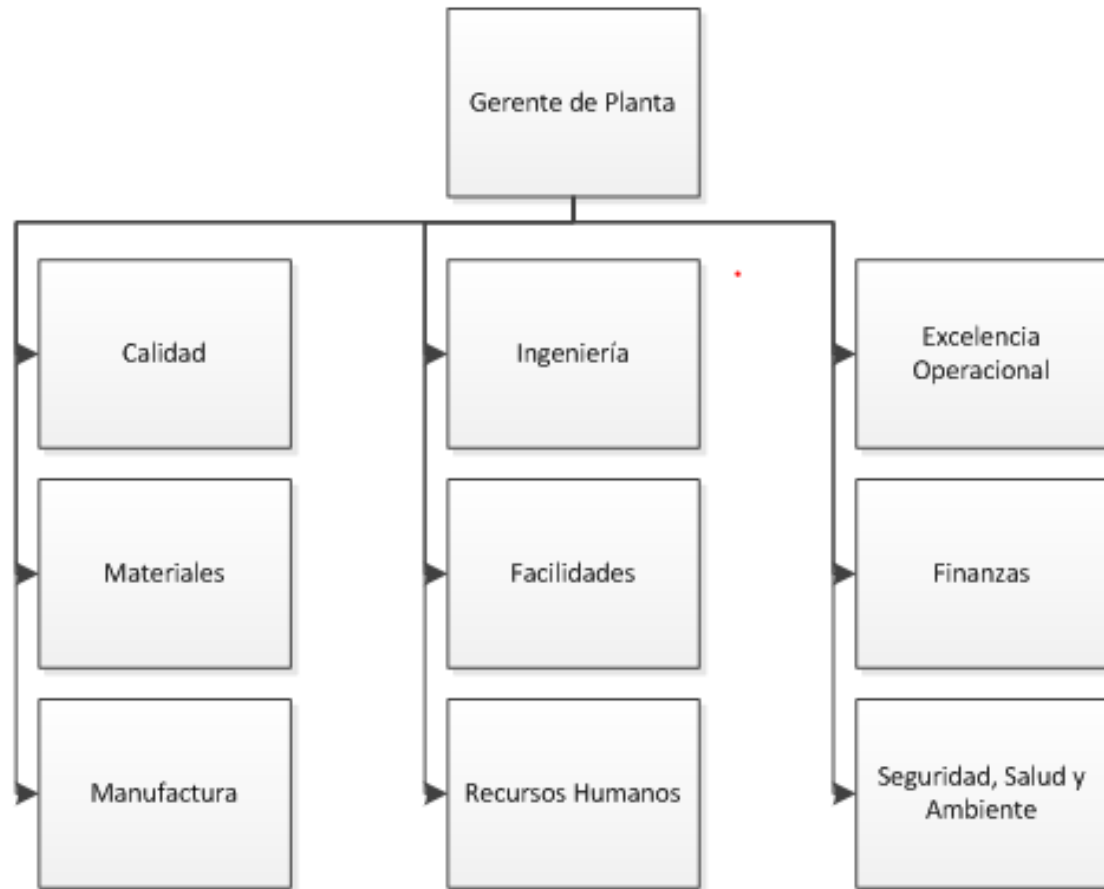 Gerente de Planta
Calidad
Ingeniería
Excelencia
Operacional
Materiales
Facilidades
Finanzas
Manufactura
Recursos Humanos
Seguridad, Salud y
Ambiente